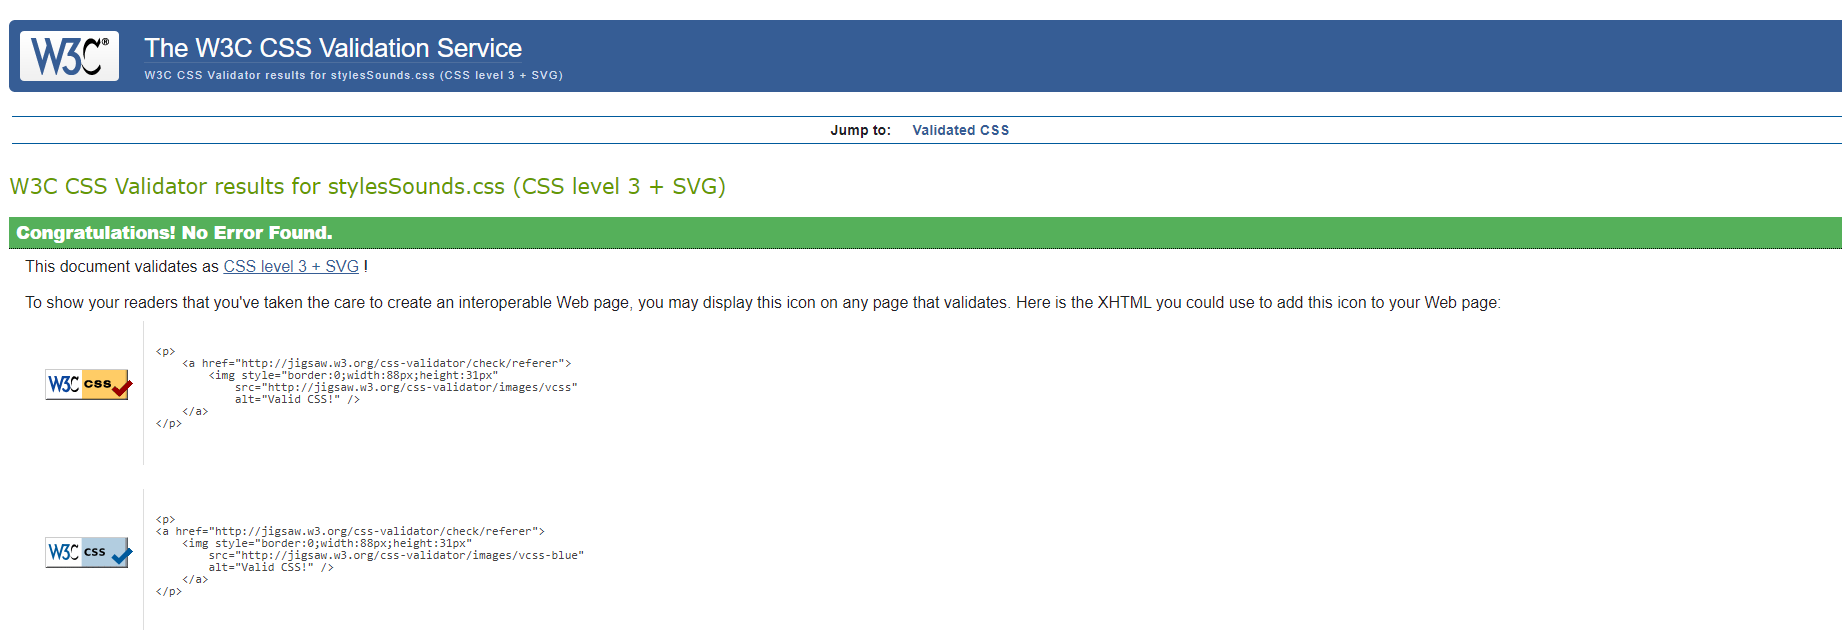 W3C®
The W3C CSS Validation Service
W3C CSS Validator results for stylesSounds.css (CSS level 3 + SVG)
Jump to: Validated CSS
W3C CSS Validator results for stylesSounds.css (CSS level 3 + SVG)
Congratulations! No Error Found.
This document validates as CSS level 3 + SVG !
To show your readers that you've taken the care to create an interoperable Web page, you may display this icon on any page that validates. Here is the XHTML you could use to add this icon to your Web page:
W3C css
<p>
<a href="http://jigsaw.w3.org/css-validator/check/referer">
<img style="border:0;width:88px;height:31px"
src="http://jigsaw.w3.org/css-validator/images/vcss"
alt="Valid CSS!" />
</a>
</p>
W3C css
<p>
<a href="http://jigsaw.w3.org/css-validator/check/referer">
<img style="border:0;width:88px;height:31px"
src="http://jigsaw.w3.org/css-validator/images/vcss-blue"
alt="Valid CSS!" />
</a>
</p>